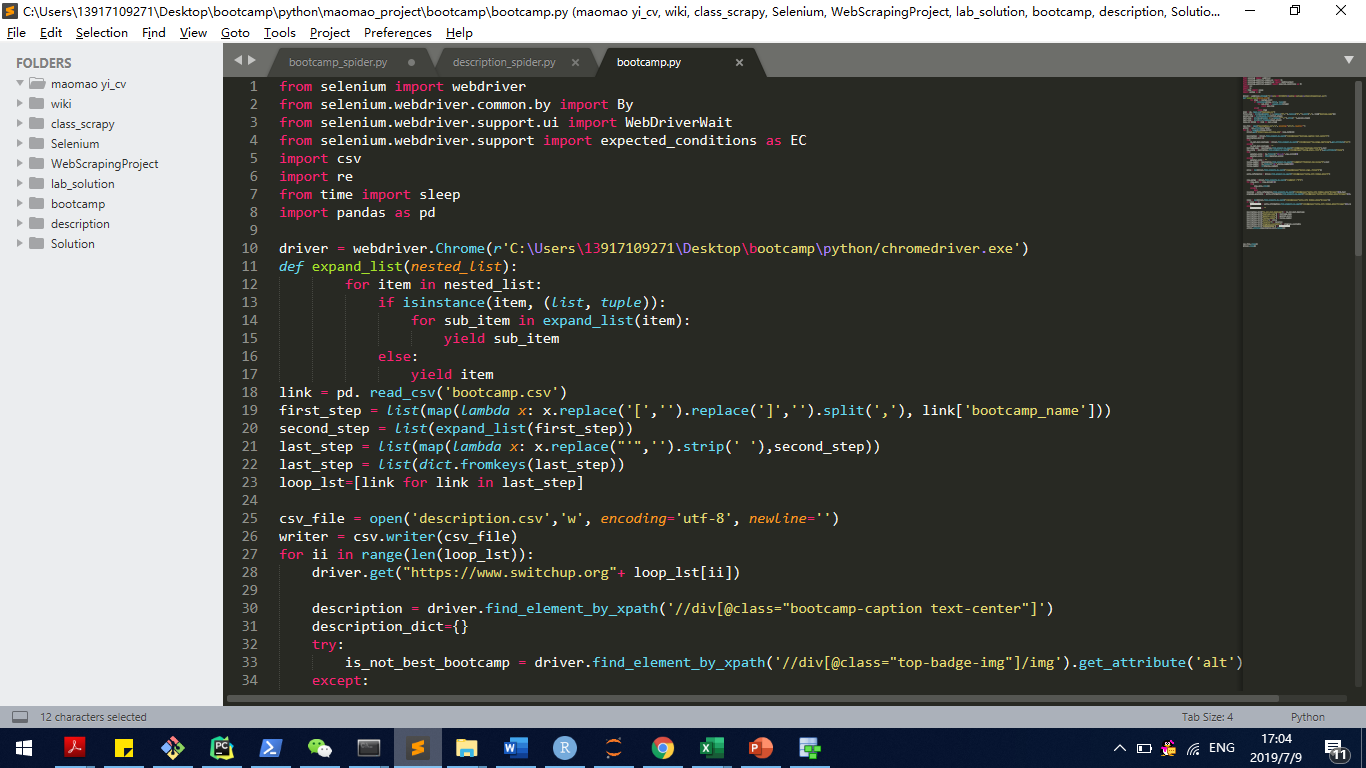 C:\Users\13917109271\Desktop\bootcamp\python\maomao_project\bootcamp\bootcamp.py (maomao yi_cv, wiki, class_scrapy, Selenium, WebScrapingProject, lab_solution, bootcamp, description, Solutio...
File Edit Selection Find View Goto Tools Project Preferences Help
FOLDERS
maomao yi_cv
wiki
class_scrapy
Selenium
WebScrapingProject
lab_solution
bootcamp
description
Solution
bootcamp_spider.py description_spider.py bootcamp.py
1 from selenium import webdriver
2 from selenium.webdriver.common.by import By
3 from selenium.webdriver.support.ui import WebDriverWait
4 from selenium.webdriver.support import expected_conditions as EC
5 import csv
6 import re
7 from time import sleep
8 import pandas as pd
9
10 driver = webdriver.Chrome(r'C:\Users\13917109271\Desktop\bootcamp\python/chromedriver.exe')
11 def expand_list(nested_list):
12         for item in nested_list:
13             if isinstance(item, (list, tuple)):
14                 for sub_item in expand_list(item):
15                     yield sub_item
16             else:
17                 yield item
18 link = pd. read_csv('bootcamp.csv')
19 first_step = list(map(lambda x: x.replace('[','').replace(']','').split(','), link['bootcamp_name']))
20 second_step = list(expand_list(first_step))
21 last_step = list(map(lambda x: x.replace("'",'').strip(' '),second_step))
22 last_step = list(dict.fromkeys(last_step))
23 loop_lst=[link for link in last_step]
24
25 csv_file = open('description.csv','w', encoding='utf-8', newline='')
26 writer = csv.writer(csv_file)
27 for ii in range(len(loop_lst)):
28     driver.get("https://www.switchup.org"+ loop_lst[ii])
29
30     description = driver.find_element_by_xpath('//div[@class="bootcamp-caption text-center"]')
31     description_dict={}
32     try:
33         is_not_best_bootcamp = driver.find_element_by_xpath('//div[@class="top-badge-img"]/img').get_attribute('alt')
34     except:
12 characters selected
Tab Size: 4
Python
ENG
17:04
2019/7/9
11